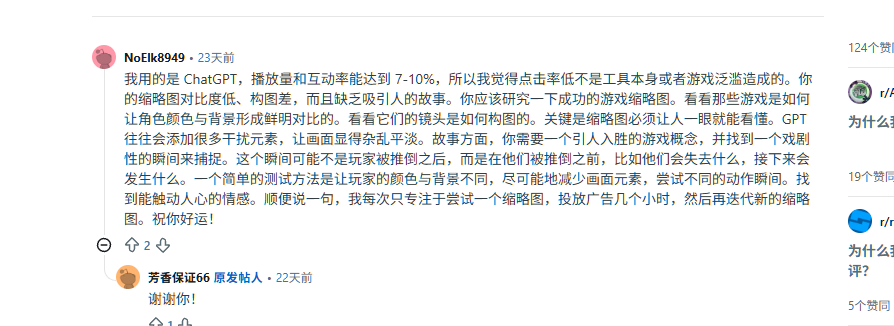 NoElk8949 • 23天前
我用的是 ChatGPT，播放量和互动率能达到 7-10%，所以我觉得点击率低不是工具本身或者游戏泛滥造成的。你
的缩略图对比度低、构图差，而且缺乏吸引人的故事。你应该研究一下成功的游戏缩略图。看看那些游戏是如何
让角色颜色与背景形成鲜明对比的。看看它们的镜头是如何构图的。关键是缩略图必须让人一眼就能看懂。GPT
往往会添加很多干扰元素，让画面显得杂乱平淡。故事方面，你需要一个引人入胜的游戏概念，并找到一个戏剧
性的瞬间来捕捉。这个瞬间可能不是玩家被推倒之后，而是在他们被推倒之前，比如他们会失去什么，接下来会
发生什么。一个简单的测试方法是让玩家的颜色与背景不同，尽可能地减少画面元素，尝试不同的动作瞬间。找
到能触动人心的情感。顺便说一句，我每次只专注于尝试一个缩略图，投放广告几个小时，然后再迭代新的缩略
图。祝你好运！
2
芳香保证66 原发帖人 • 22天前
谢谢你！
1
124个赞同
r/A
为什么我
19个赞同
r/r
为什么我
评？
5个赞同